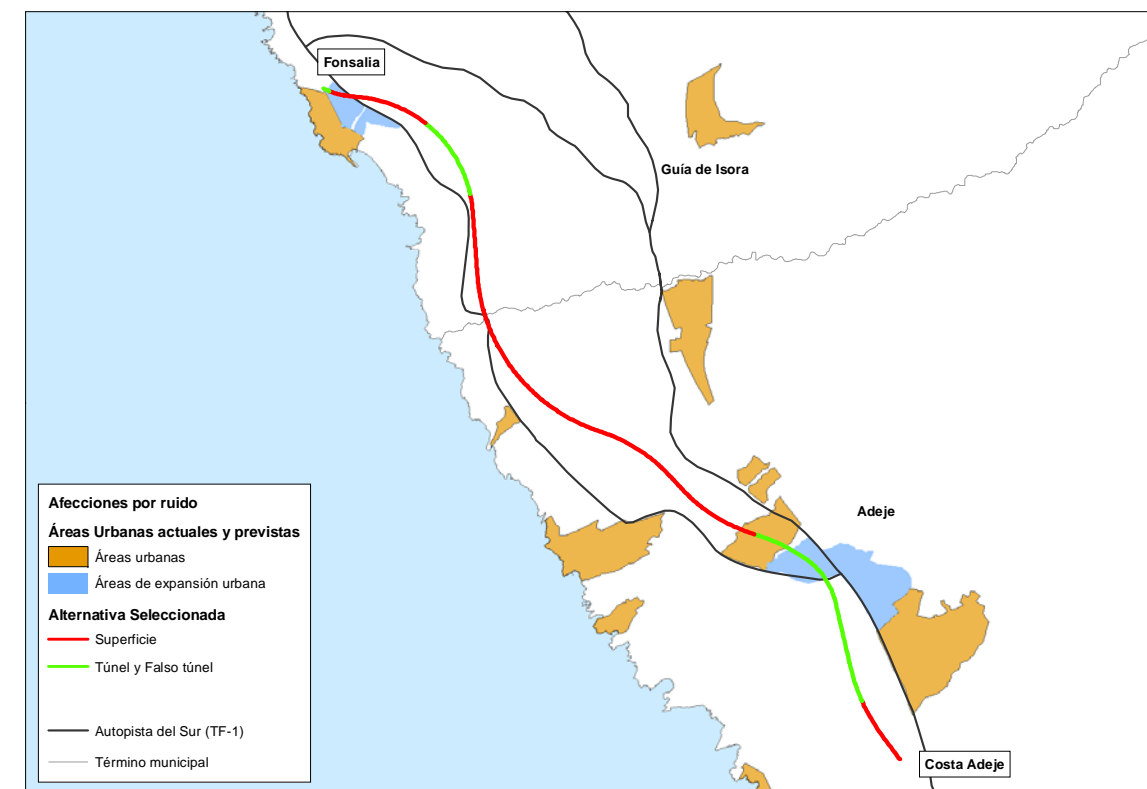 Fonsalia
Guía de Isora
Adeje
Costa Adeje
Afecciones por ruido
Áreas Urbanas actuales y previstas
Áreas urbanas
Áreas de expansión urbana
Alternativa Seleccionada
Superficie
Túnel y Falso túnel
Autopista del Sur (TF-1)
Término municipal